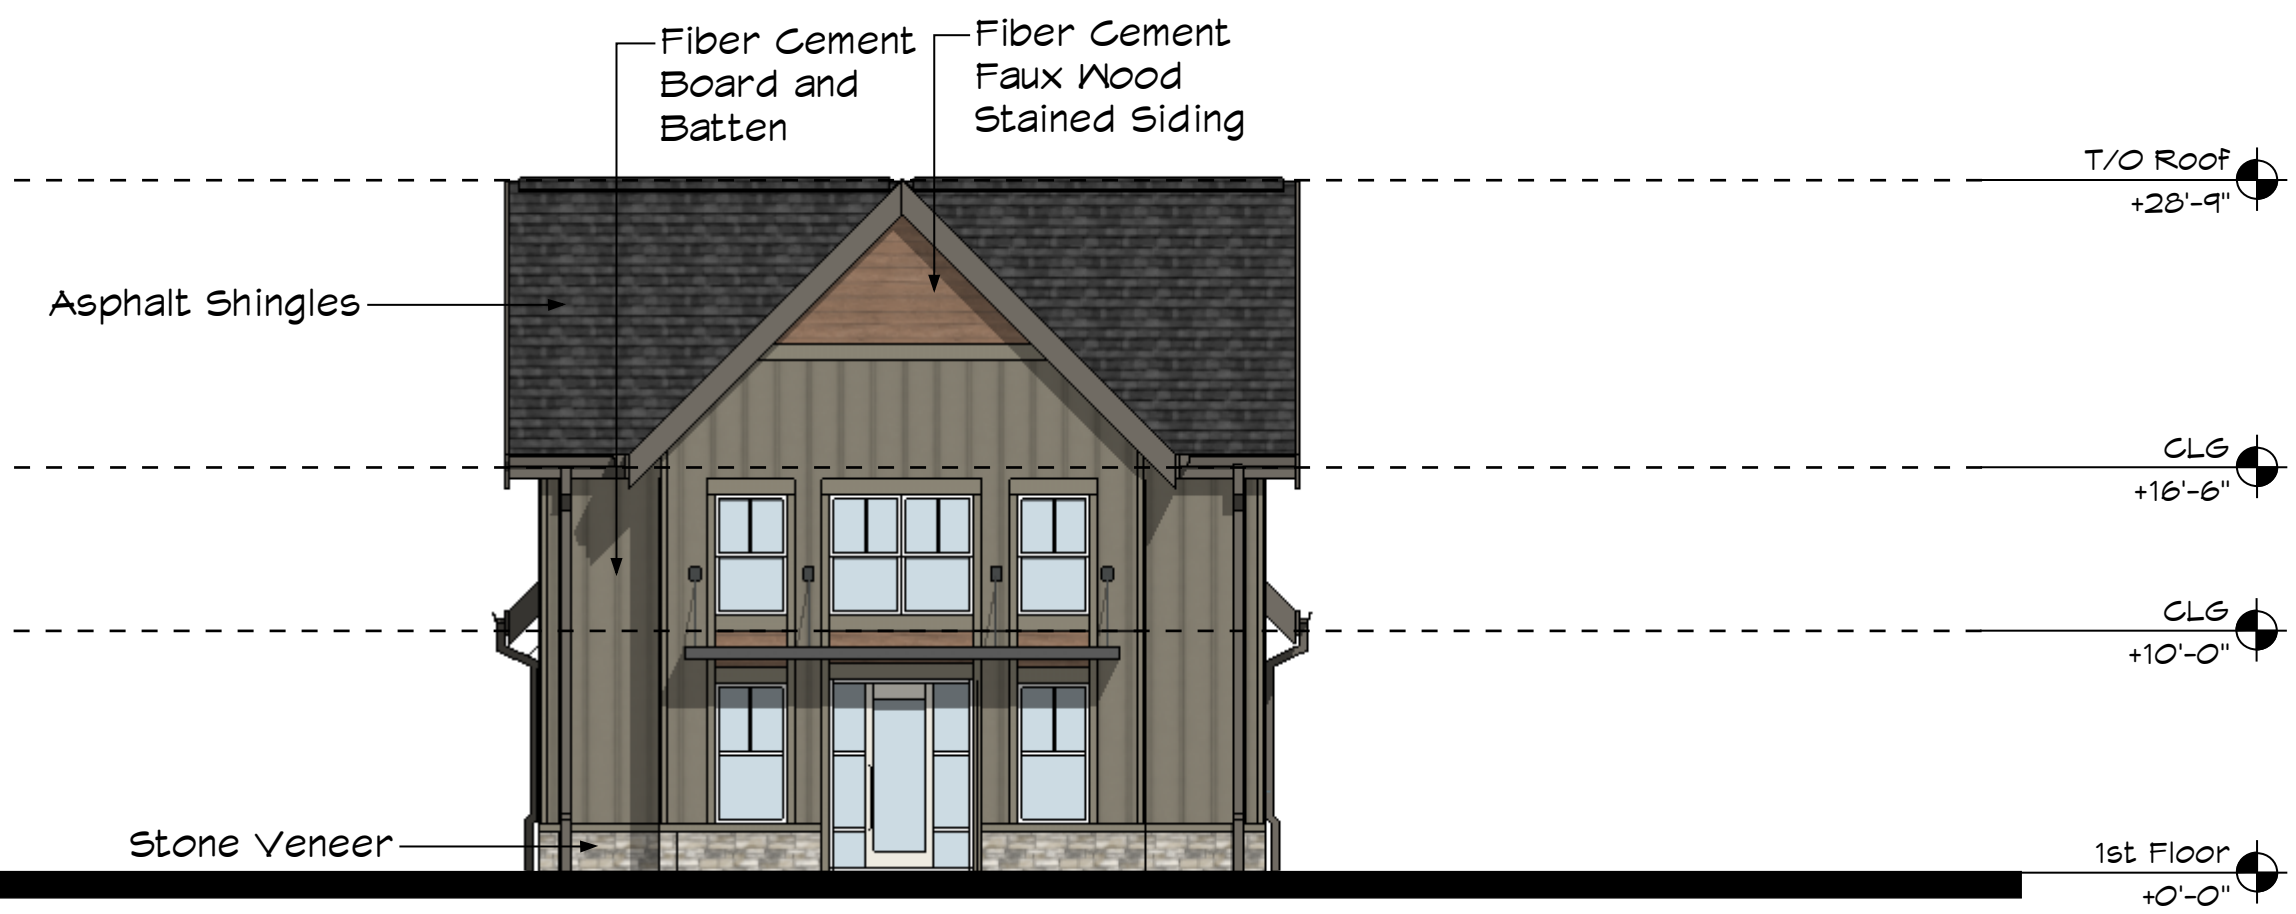 Fiber Cement
Board and
Batten
Fiber Cement
Faux Wood
Stained Siding
T/O Roof
+28'-9"
Asphalt Shingles
CLG
+16'-6"
CLG
+10'-0"
Stone Veneer
1st Floor
+0'-0"